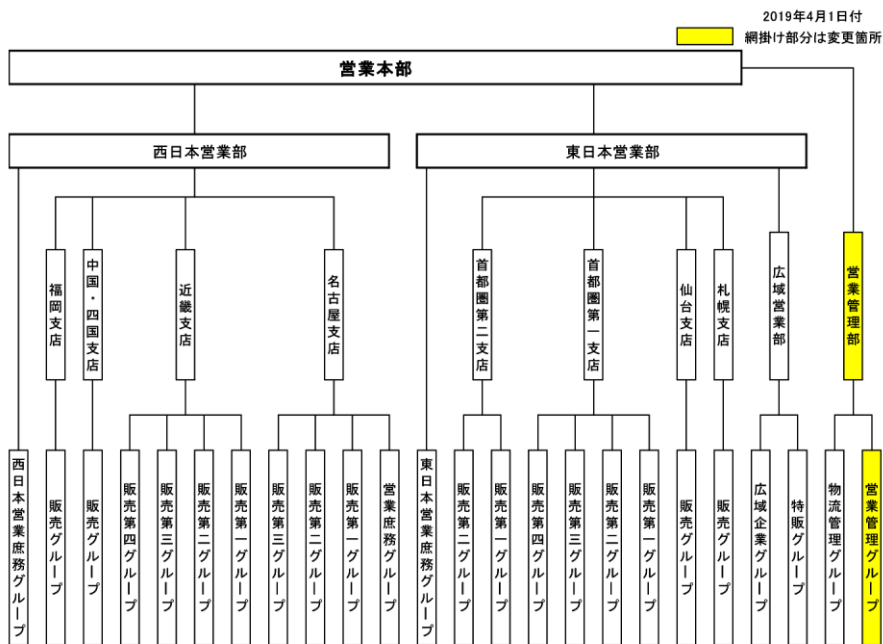 2019年4月1日付
網掛け部分は変更箇所
営業本部
西日本営業部
東日本営業部
福岡支店
中国・四国支店
近畿支店
名古屋支店
首都圏第二支店
首都圏第一支店
仙台支店
札幌支店
広域営業部
営業管理部
西日本営業庶務グループ
販売グループ
販売グループ
販売第四グループ
販売第三グループ
販売第二グループ
販売第一グループ
販売第三グループ
販売第二グループ
販売第一グループ
営業庶務グループ
東日本営業庶務グループ
販売第二グループ
販売第一グループ
販売第四グループ
販売第三グループ
販売第二グループ
販売第一グループ
販売グループ
販売グループ
広域企業グループ
特販グループ
物流管理グループ
営業管理グループ